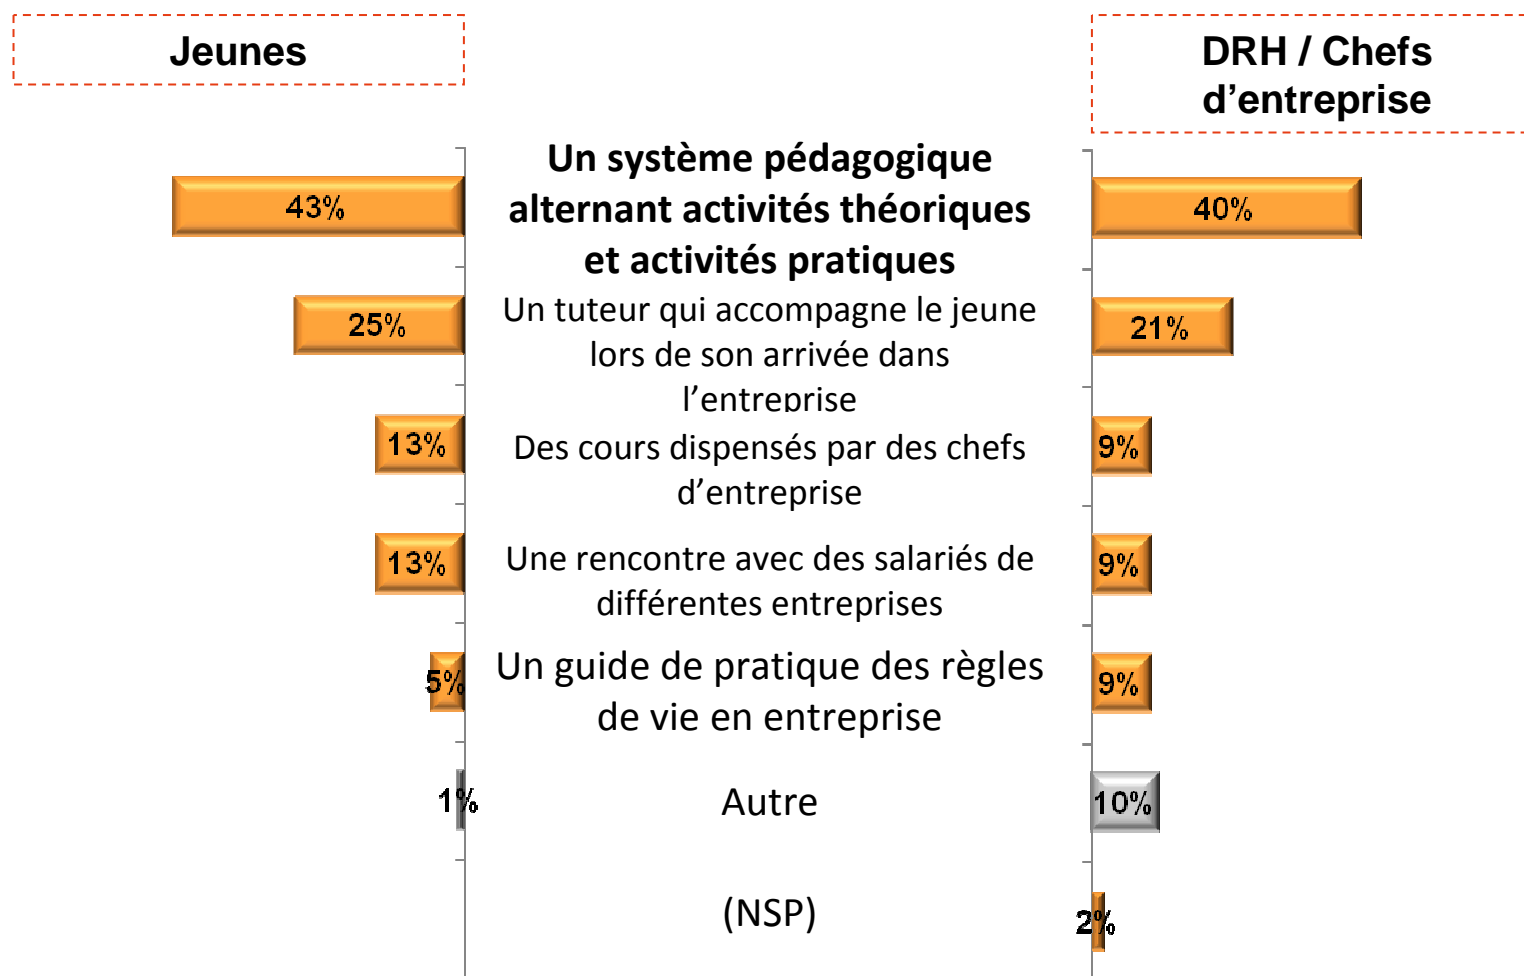 Jeunes
DRH / Chefs
d’entreprise
Un système pédagogique
alternant activités théoriques
et activités pratiques
43%
40%
Un tuteur qui accompagne le jeune
lors de son arrivée dans
l’entreprise
25%
21%
Des cours dispensés par des chefs
d’entreprise
13%
9%
Une rencontre avec des salariés de
différentes entreprises
13%
9%
Un guide de pratique des règles
de vie en entreprise
5%
9%
1%
Autre
10%
(NSP)
2%